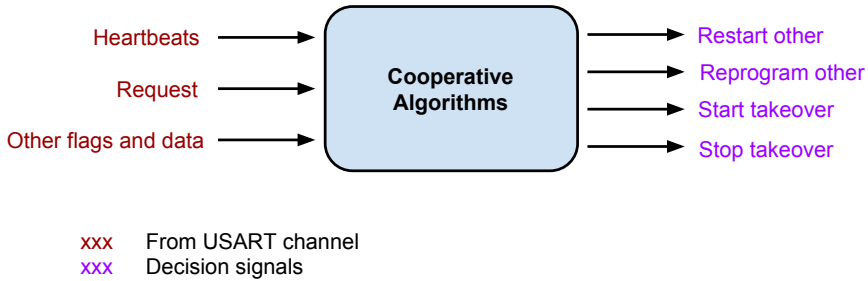 Heartbeats
Request
Other flags and data
Cooperative
Algorithms
Restart other
Reprogram other
Start takeover
Stop takeover
xxx From USART channel
xxx Decision signals